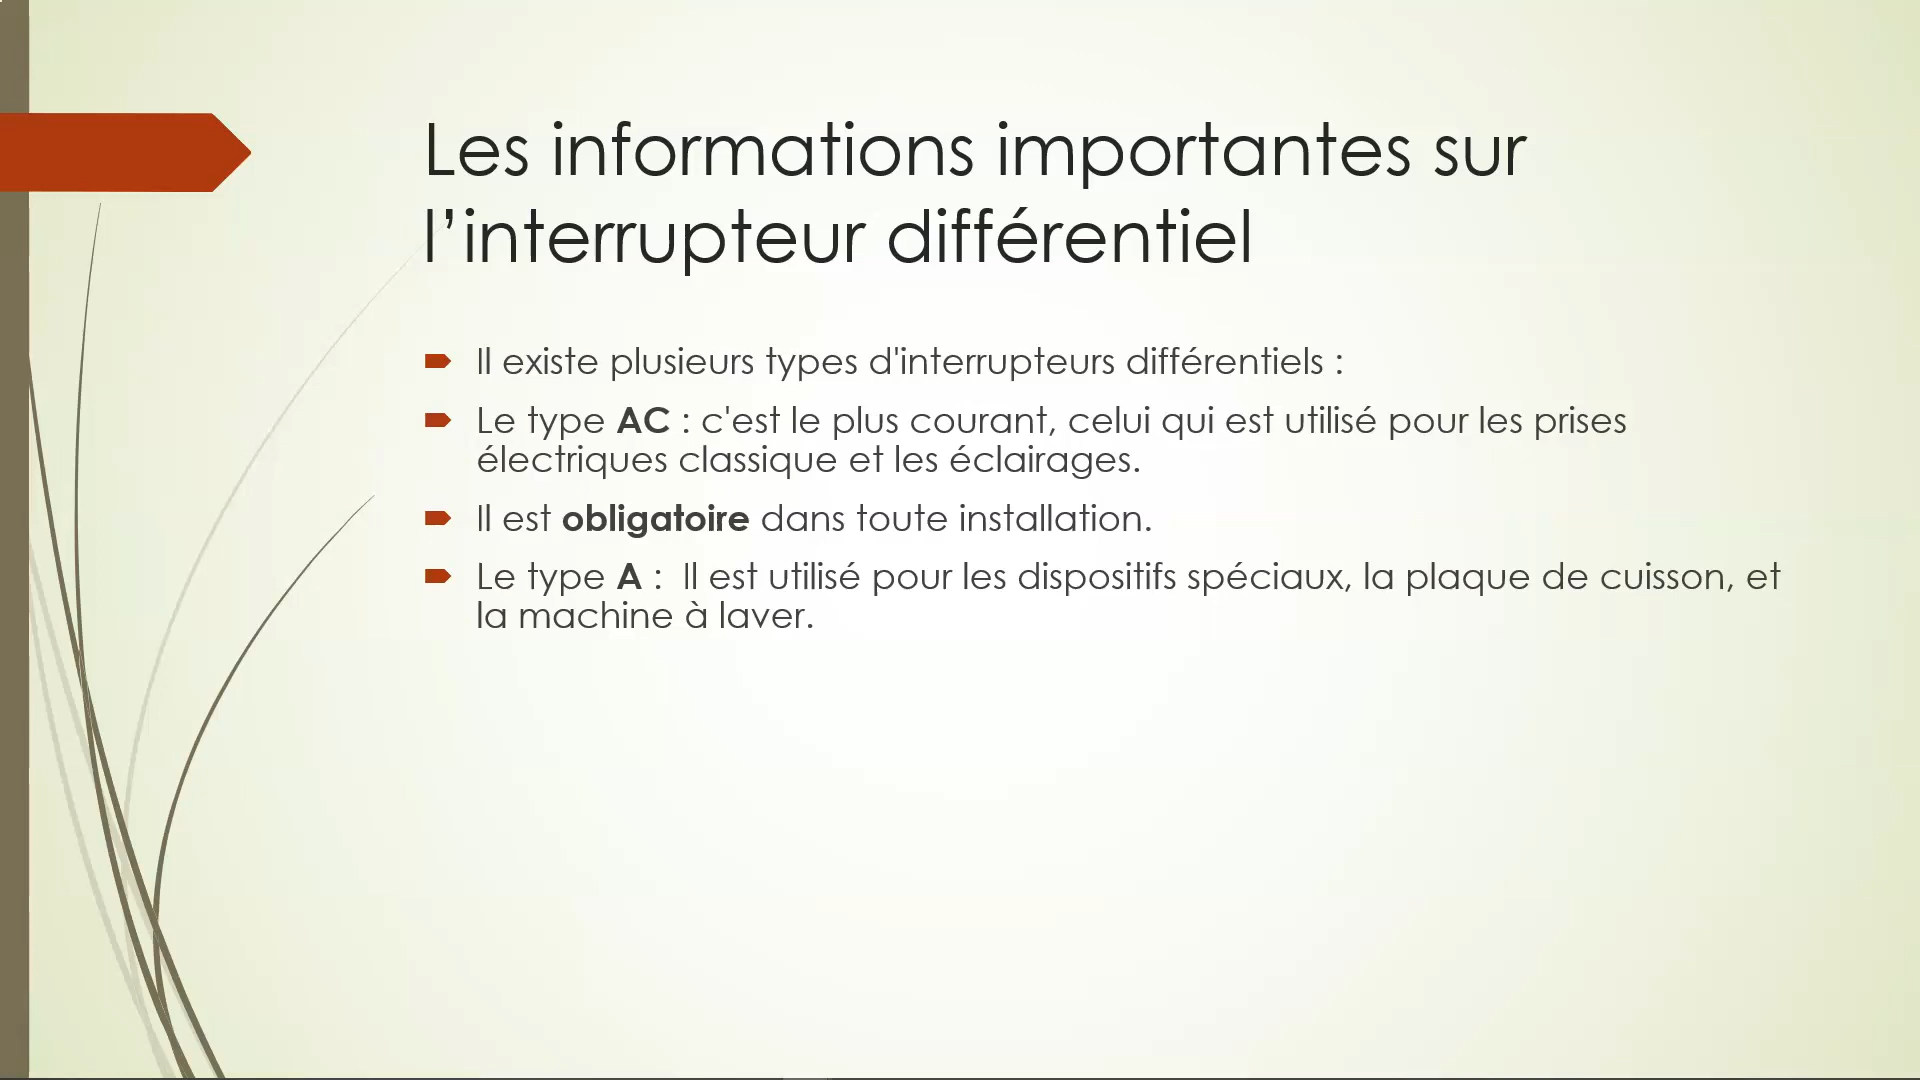 Les informations importantes sur
l’interrupteur différentiel
Il existe plusieurs types d'interrupteurs différentiels :
Le type AC : c'est le plus courant, celui qui est utilisé pour les prises
électriques classique et les éclairages.
Il est obligatoire dans toute installation.
Le type A :  Il est utilisé pour les dispositifs spéciaux, la plaque de cuisson, et
la machine à laver.